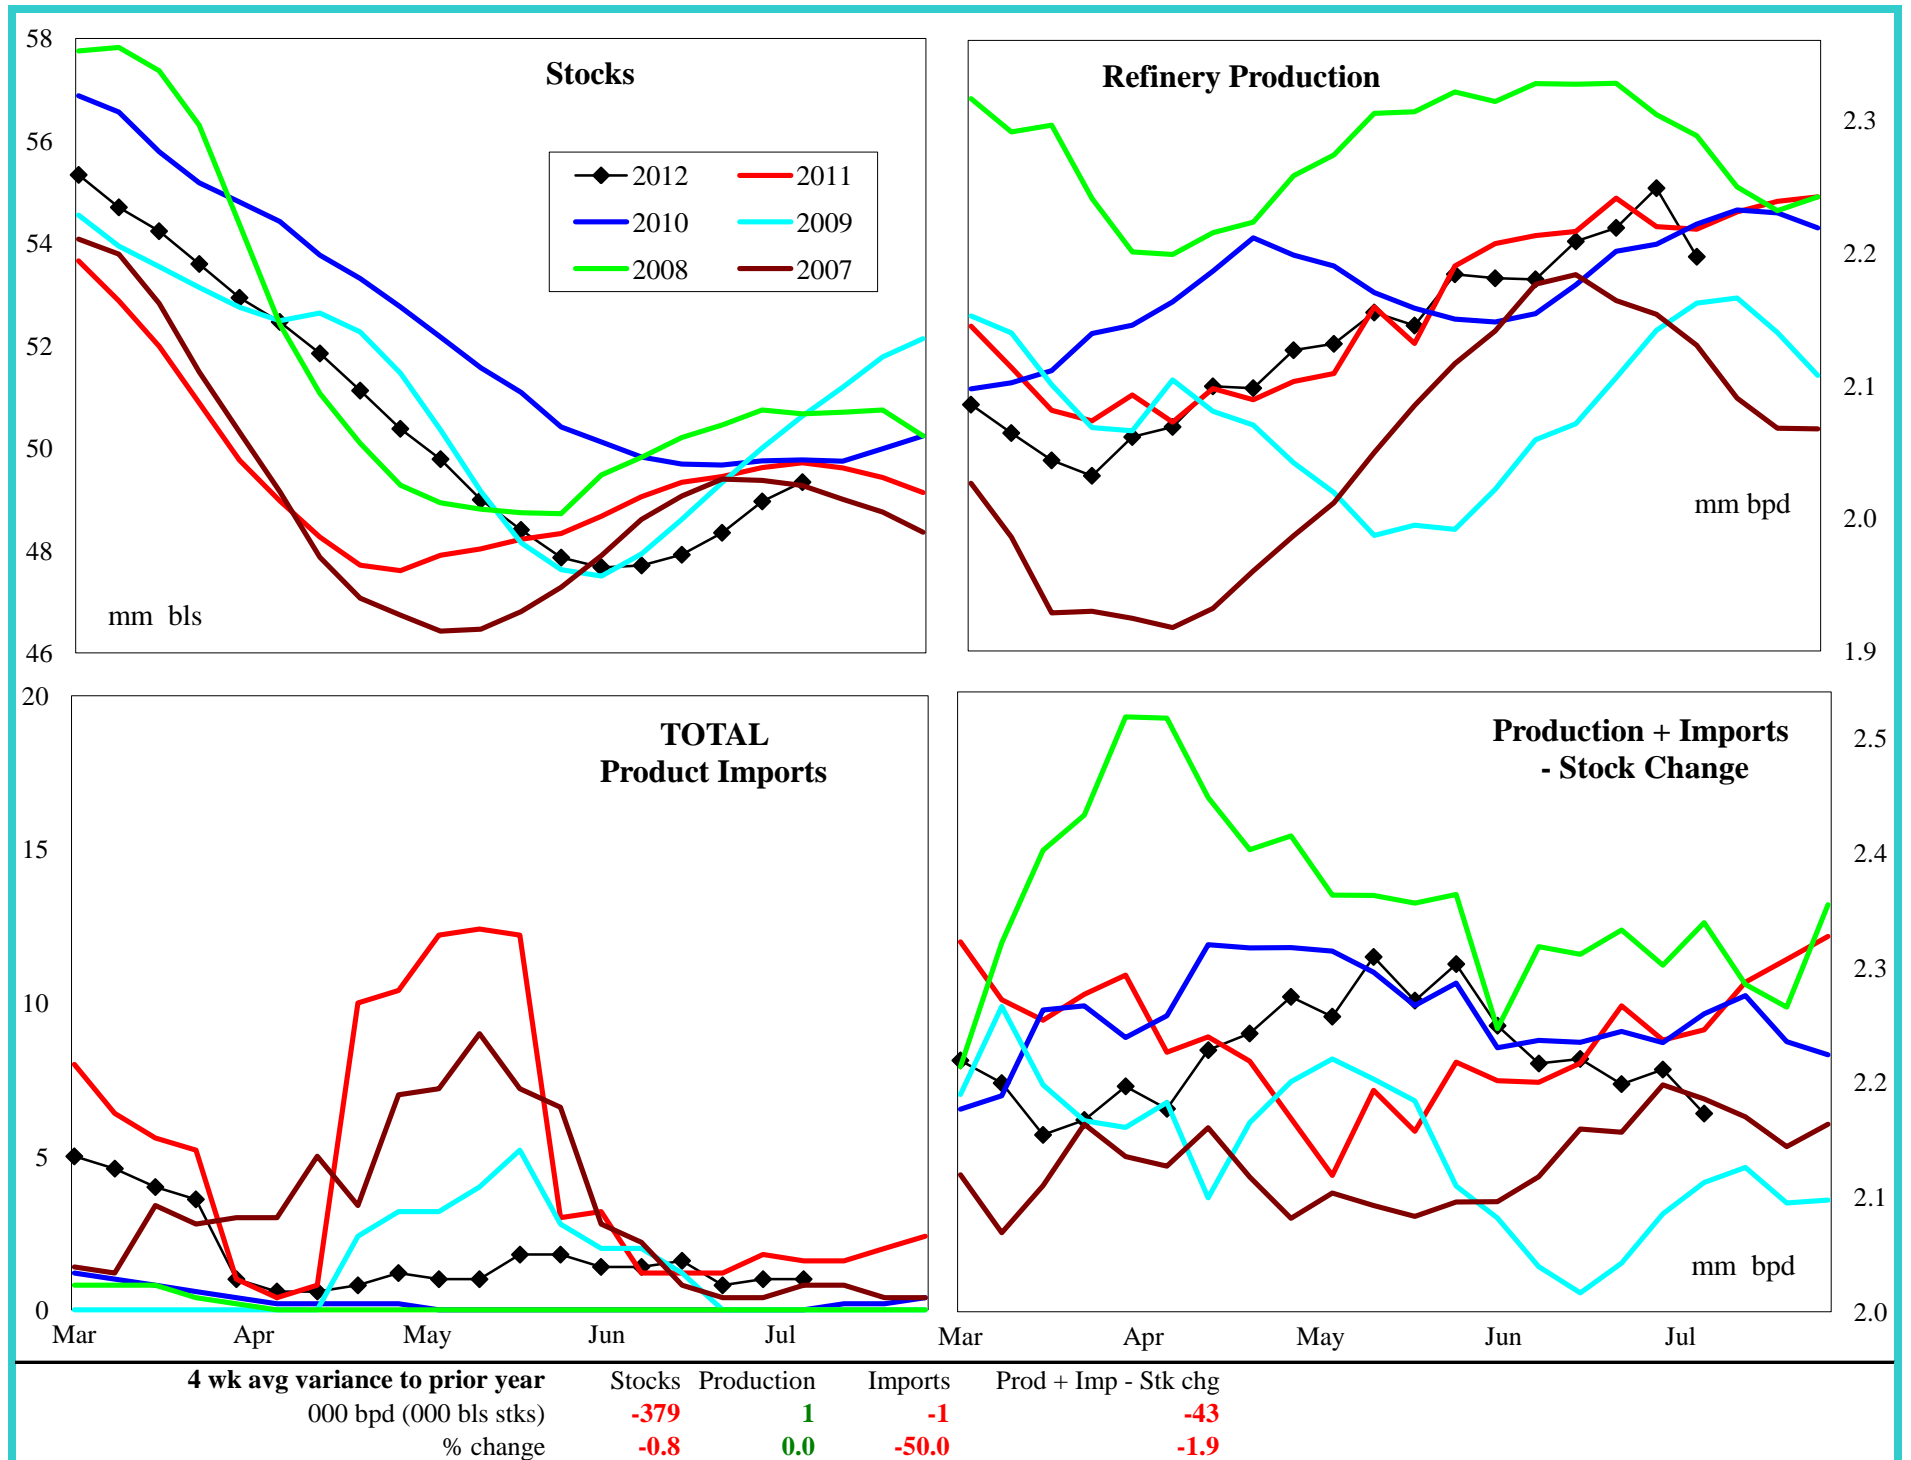 58
56
54
52
50
48
46
Stocks
2012
2011
2010
2009
2008
2007
mm bls
Refinery Production
mm bpd
2.3
2.2
2.1
2.0
1.9
20
15
10
5
0
TOTAL
Product Imports
Mar Apr May Jun Jul
Production + Imports
- Stock Change
mm bpd
2.5
2.4
2.3
2.2
2.1
2.0
Mar Apr May Jun Jul
4 wk avg variance to prior year Stocks Production Imports Prod + Imp - Stk chg
000 bpd (000 bls stks) -379 1 -1 -43
% change -0.8 0.0 -50.0 -1.9